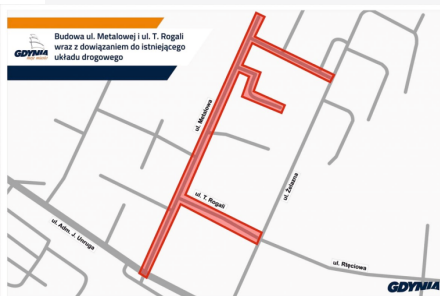 GDYNIA
Budowa ul. Metalowej i ul. T. Rogali
wraz z dowiązaniem do istniejącego
układu drogowego
ul. Metalowa
ul. T. Rogali
ul. Żelazna
ul. Adm. J. Unruga
ul. Rtęciowa
GDYNIA